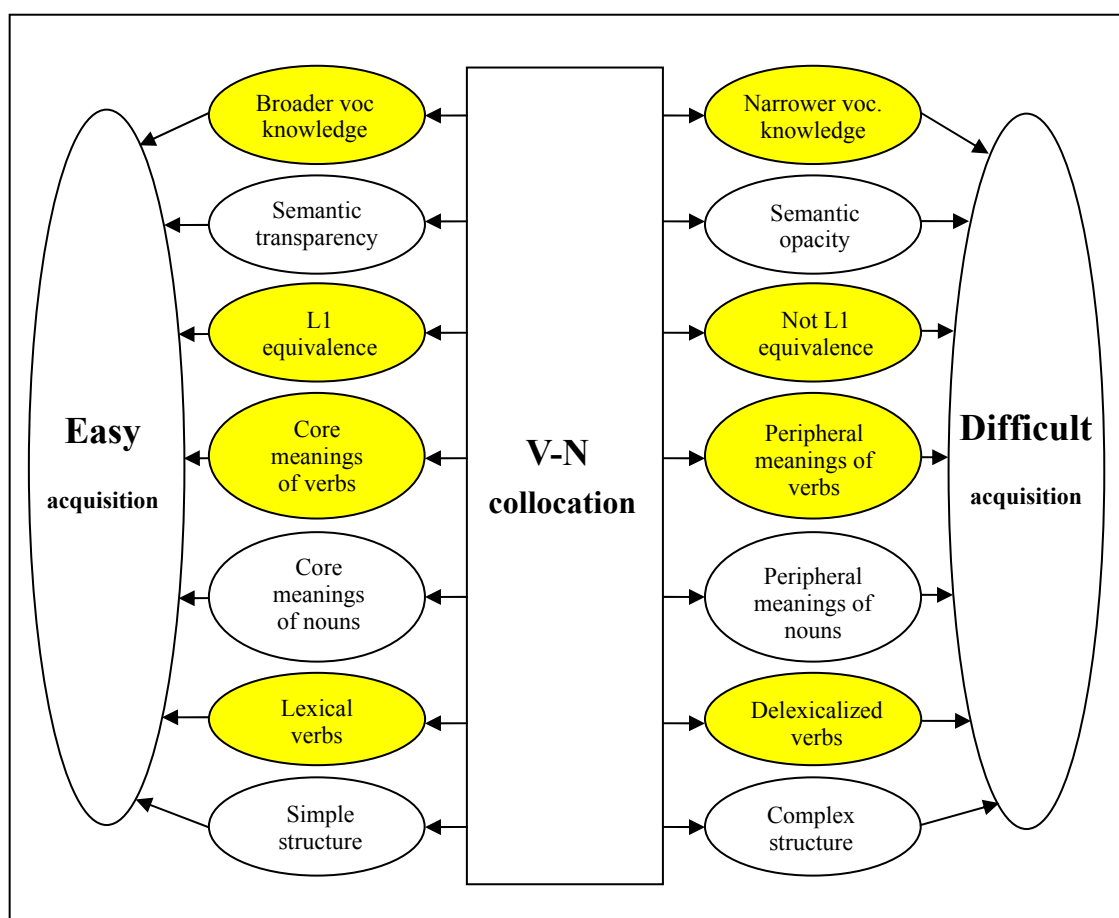 Broader voc
knowledge
Narrower voc.
knowledge
Semantic
transparency
Semantic
opacity
L1
equivalence
Not L1
equivalence
Easy
acquisition
Core
meanings
of verbs
V-N
collocation
Peripheral
meanings of
verbs
Difficult
acquisition
Core
meanings
of nouns
Peripheral
meanings of
nouns
Lexical
verbs
Delexicalized
verbs
Simple
structure
Complex
structure